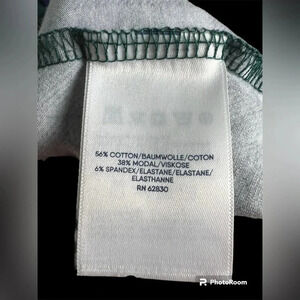 56% COTTON/BAUMWOLLE/COTON
38% MODAL/VISKOSE
6% SPANDEX/ELASTANE/ELASTANE/
ELASTHANNE
RN 62830
PhotoRoom